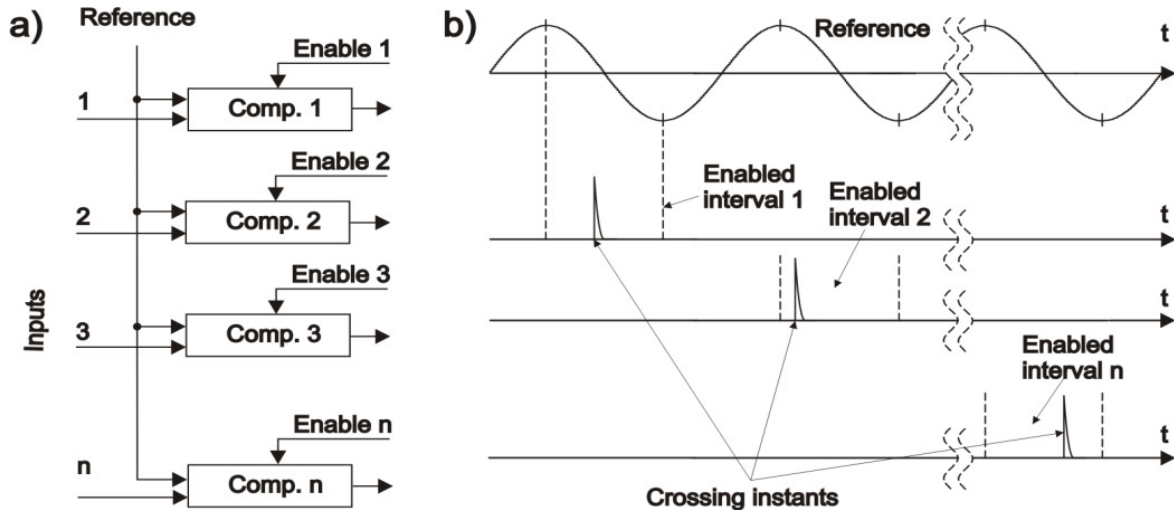 a)
Reference
Enable 1
1
Comp. 1
Enable 2
2
Comp. 2
Enable 3
3
Comp. 3
Inputs
Enable n
n
Comp. n
b)
Reference
t
Enabled
interval 1
t
Enabled
interval 2
t
Enabled
interval n
t
Crossing instants